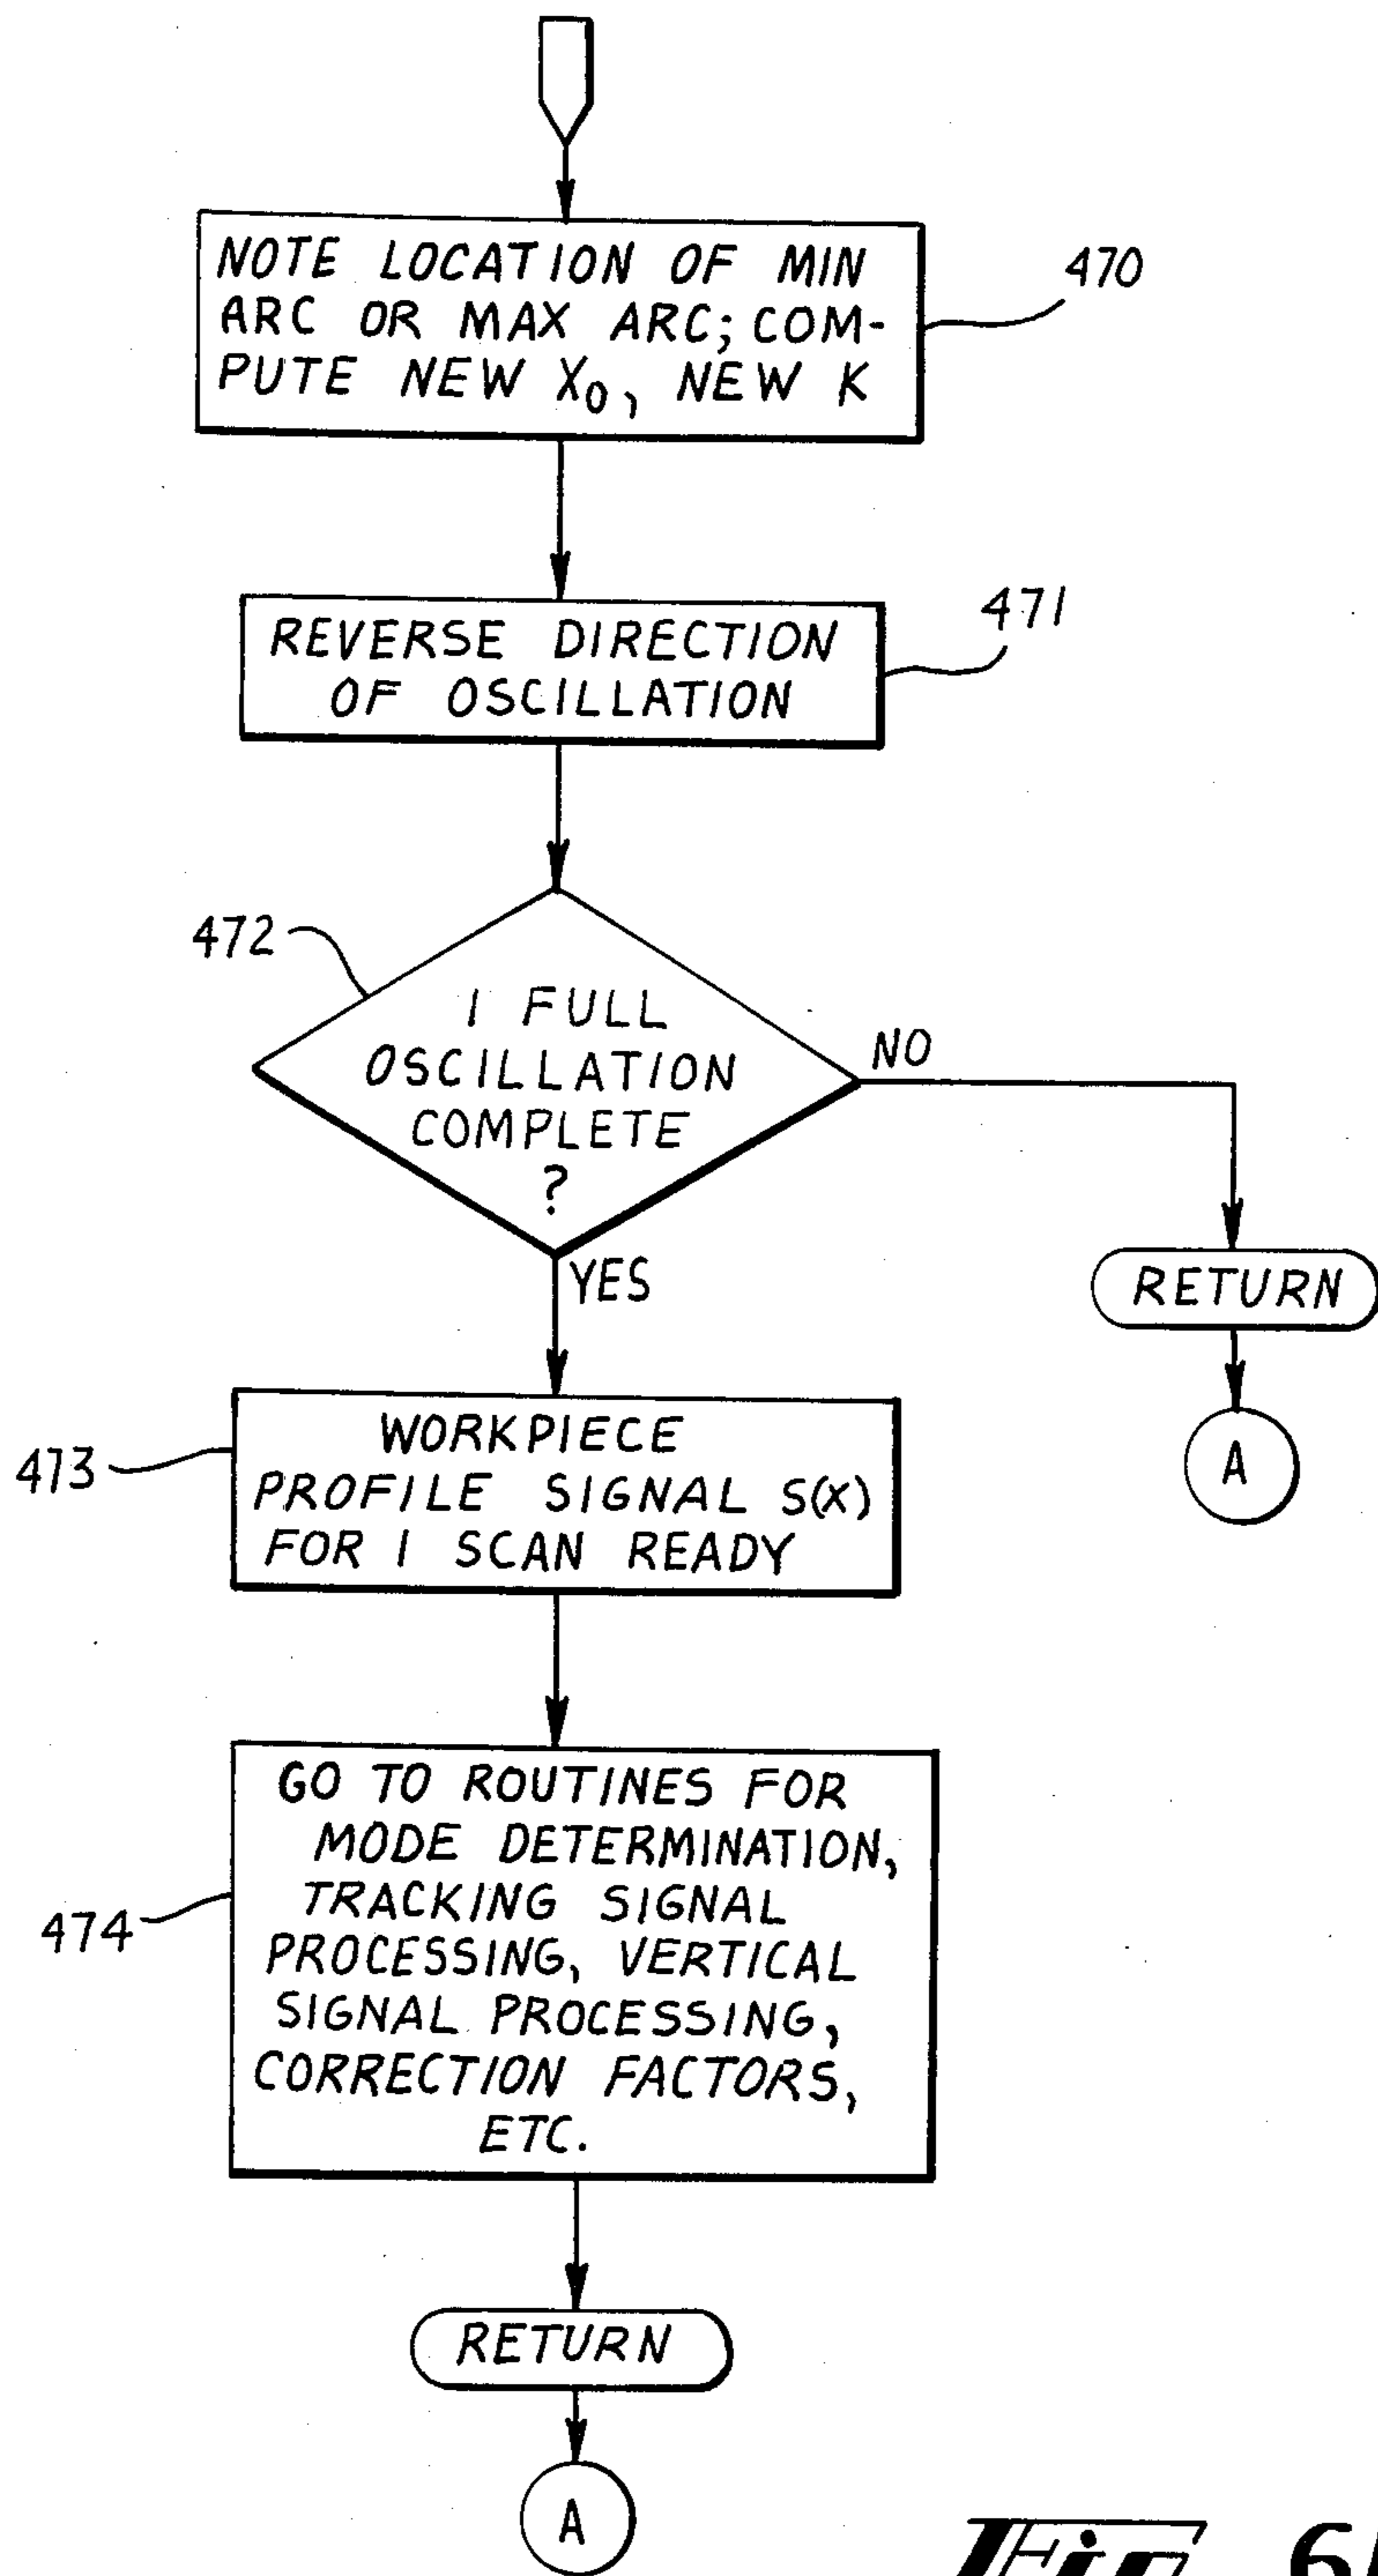 NOTE LOCATION OF MIN
ARC OR MAX ARC; COM-
PUTE NEW X₀, NEW K
470
REVERSE DIRECTION
OF OSCILLATION
471
472
1 FULL
OSCILLATION
COMPLETE
?
NO
YES
RETURN
A
WORKPIECE
PROFILE SIGNAL S(X)
FOR 1 SCAN READY
473
GO TO ROUTINES FOR
MODE DETERMINATION,
TRACKING SIGNAL
PROCESSING, VERTICAL
SIGNAL PROCESSING,
CORRECTION FACTORS,
ETC.
474
RETURN
A
Fig